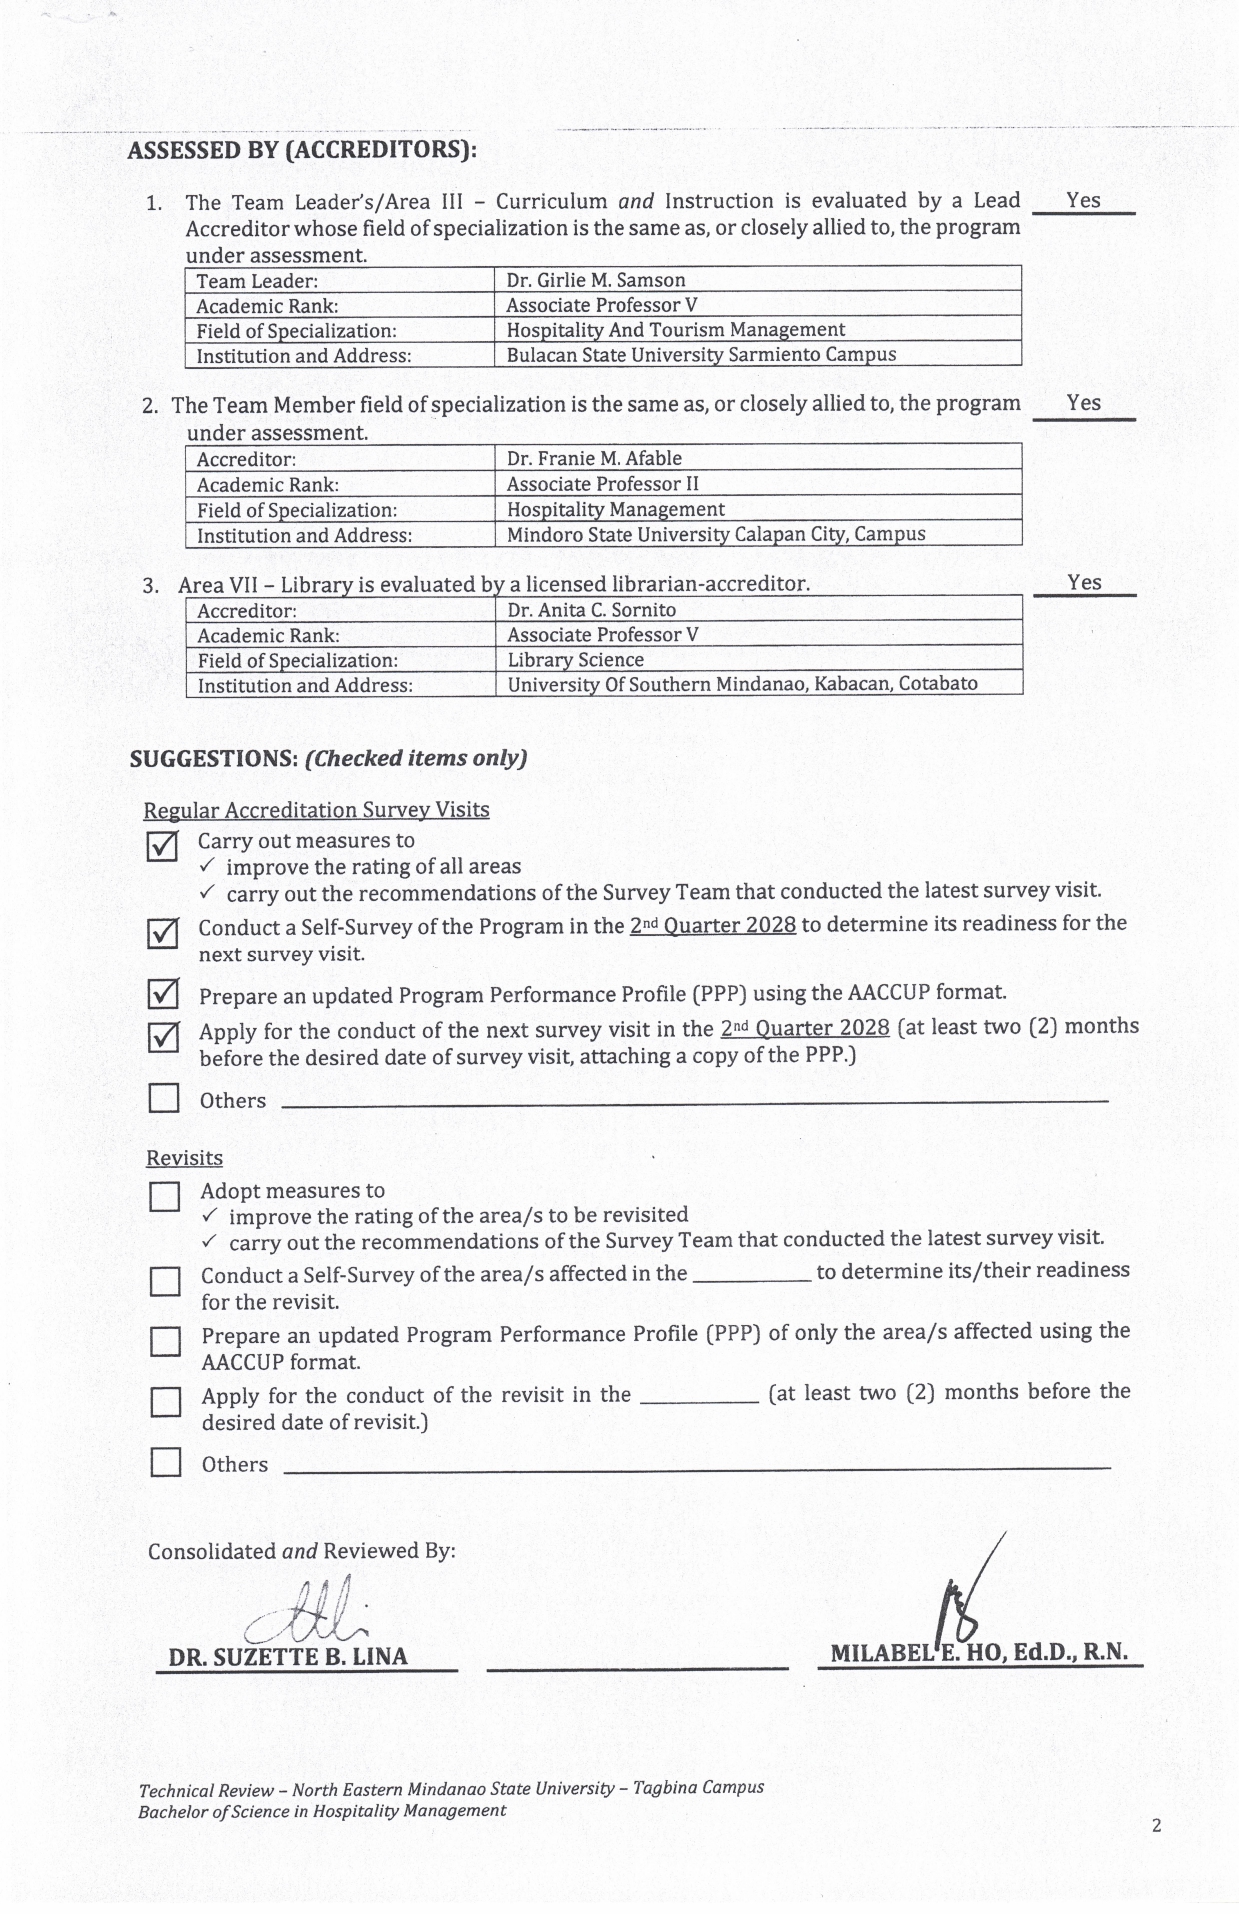 ASSESSED BY (ACCREDITORS):
1. The Team Leader's/Area III – Curriculum and Instruction is evaluated by a Lead Yes
Accreditor whose field of specialization is the same as, or closely allied to, the program
under assessment.
Team Leader: Dr. Girlie M. Samson
Academic Rank: Associate Professor V
Field of Specialization: Hospitality And Tourism Management
Institution and Address: Bulacan State University Sarmiento Campus
2. The Team Member field of specialization is the same as, or closely allied to, the program Yes
under assessment.
Accreditor: Dr. Franie M. Afable
Academic Rank: Associate Professor II
Field of Specialization: Hospitality Management
Institution and Address: Mindoro State University Calapan City, Campus
3. Area VII – Library is evaluated by a licensed librarian-accreditor. Yes
Accreditor: Dr. Anita C. Sornito
Academic Rank: Associate Professor V
Field of Specialization: Library Science
Institution and Address: University Of Southern Mindanao, Kabacan, Cotabato
SUGGESTIONS: (Checked items only)
Regular Accreditation Survey Visits
☑ Carry out measures to
✓ improve the rating of all areas
✓ carry out the recommendations of the Survey Team that conducted the latest survey visit.
☑ Conduct a Self-Survey of the Program in the 2nd Quarter 2028 to determine its readiness for the
next survey visit.
☑ Prepare an updated Program Performance Profile (PPP) using the AACCUP format.
☑ Apply for the conduct of the next survey visit in the 2nd Quarter 2028 (at least two (2) months
before the desired date of survey visit, attaching a copy of the PPP.)
☐ Others ____________
Revisits
☐ Adopt measures to
✓ improve the rating of the area/s to be revisited
✓ carry out the recommendations of the Survey Team that conducted the latest survey visit.
☐ Conduct a Self-Survey of the area/s affected in the __________ to determine its/their readiness
for the revisit.
☐ Prepare an updated Program Performance Profile (PPP) of only the area/s affected using the
AACCUP format.
☐ Apply for the conduct of the revisit in the __________ (at least two (2) months before the
desired date of revisit.)
☐ Others ____________
Consolidated and Reviewed By:
DR. SUZETTE B. LINA ____________ MILABEL E. HO, Ed.D., R.N.
Technical Review – North Eastern Mindanao State University – Tagbina Campus
Bachelor of Science in Hospitality Management
2